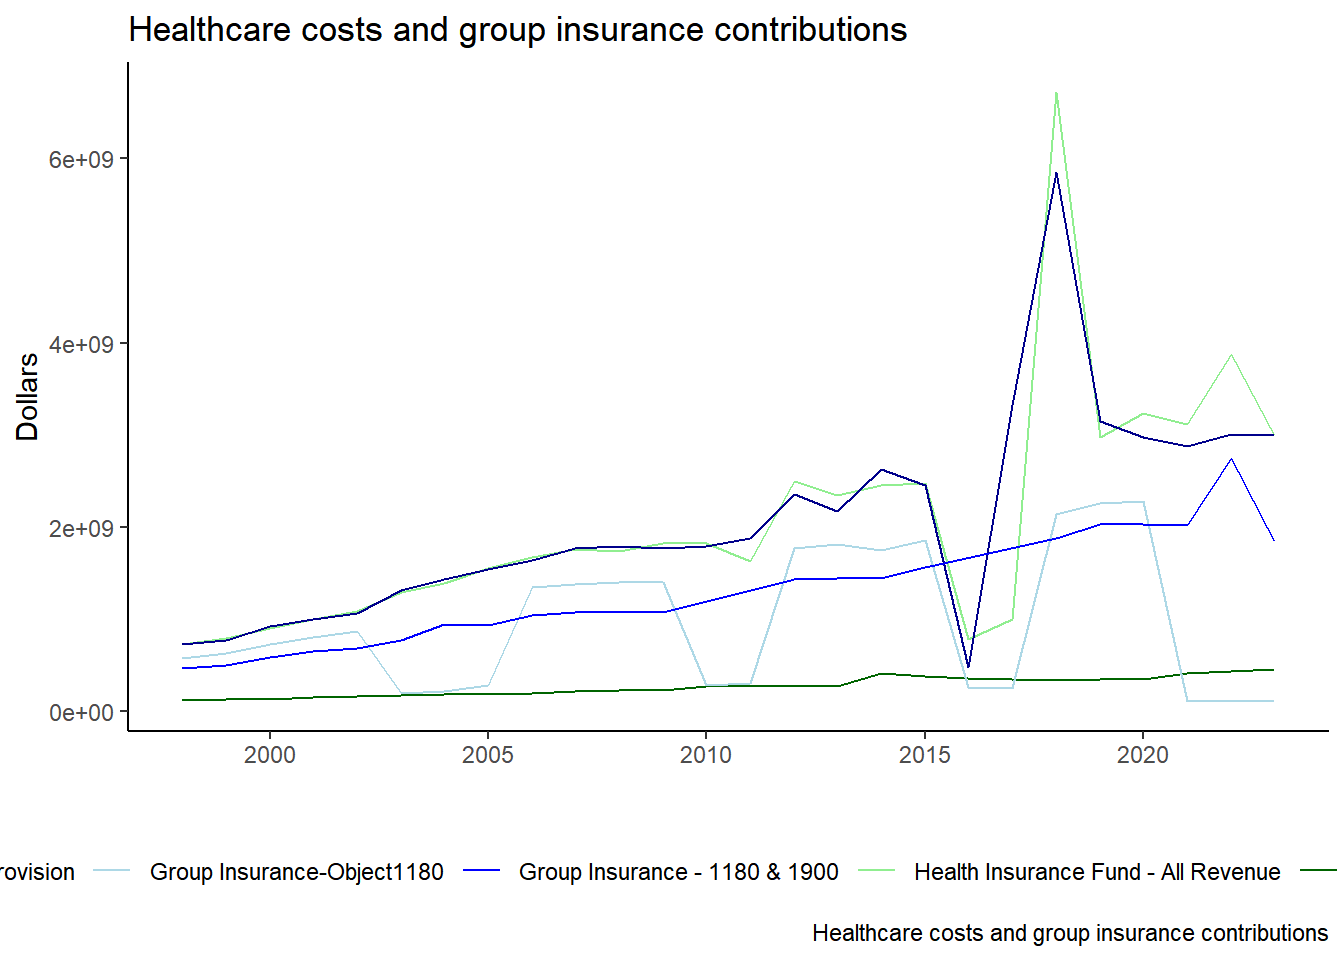 Healthcare costs and group insurance contributions
Dollars
6e+09
4e+09
2e+09
0e+00
2000 2005 2010 2015 2020
rovision Group Insurance-Object1180 Group Insurance - 1180 & 1900 Health Insurance Fund - All Revenue
Healthcare costs and group insurance contributions